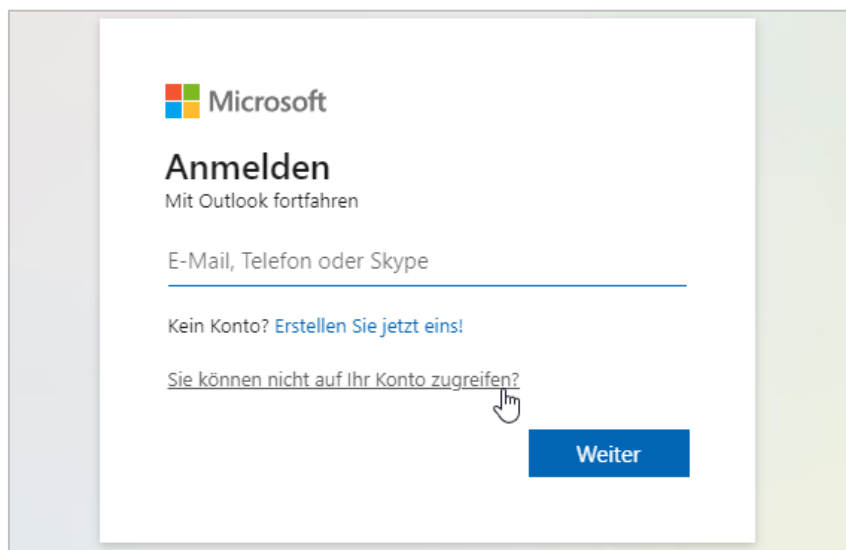 Microsoft
Anmelden
Mit Outlook fortfahren
E-Mail, Telefon oder Skype
Kein Konto? Erstellen Sie jetzt eins!
Sie können nicht auf Ihr Konto zugreifen?
Weiter